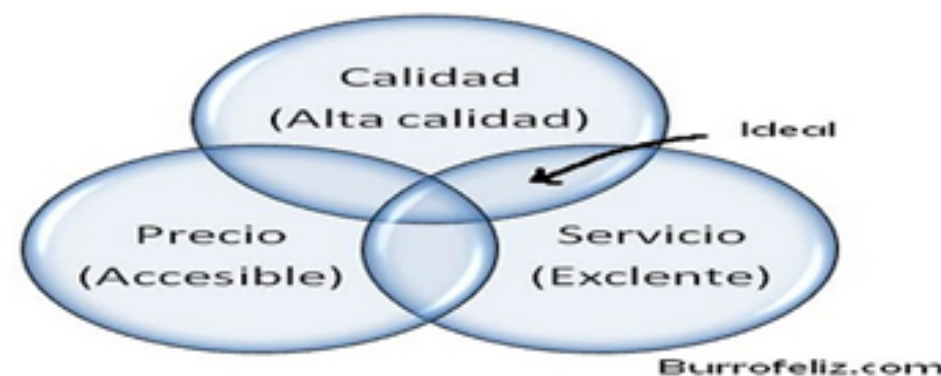 Calidad
(Alta calidad)
Ideal
Precio
(Accesible)
Servicio
(Exclente)
Burrofeliz.com